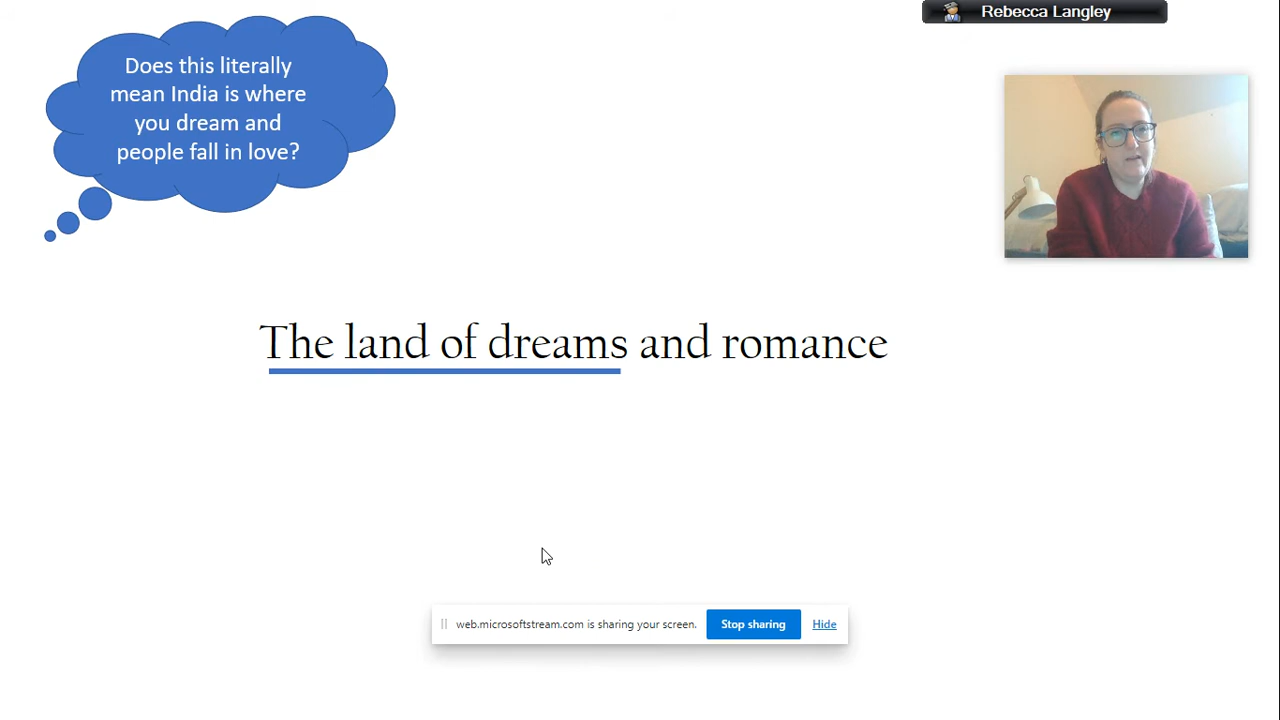 Rebecca Langley
Does this literally
mean India is where
you dream and
people fall in love?
The land of dreams and romance
web.microsoftstream.com is sharing your screen.
Stop sharing
Hide